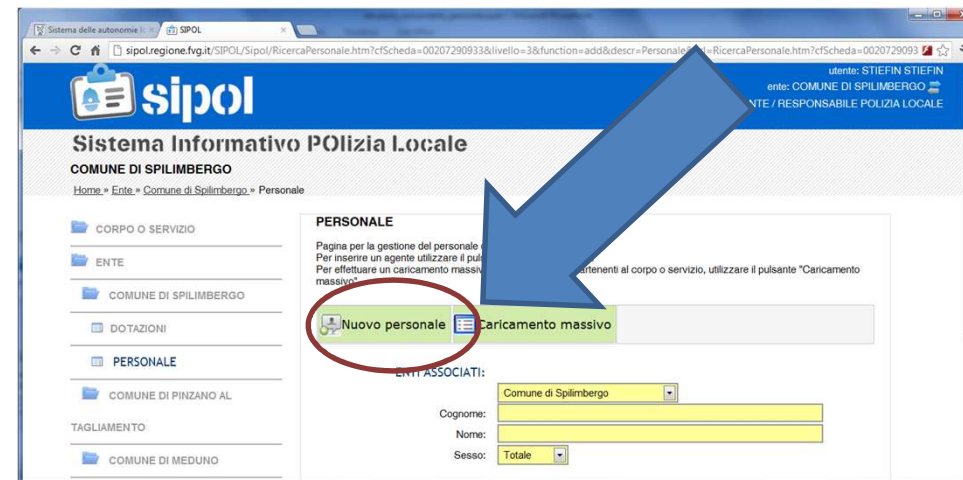 Sistema delle autonomie l
SIPOL
sipol.regione.fvg.it/SIPOL/Sipol/RicercaPersonale.htm?cfScheda=00207290933&livello=3&function=add&descr=Personale
=RicercaPersonale.htm?cfScheda=0020729093
utente: STIEFIN STIEFIN
sipol
ente: COMUNE DI SPILIMBERGO
NTE / RESPONSABILE POLIZIA LOCALE
Sistema Informativo POlizia Locale
COMUNE DI SPILIMBERGO
Home » Ente » Comune di Spilimbergo » Personale
CORPO O SERVIZIO
ENTE
COMUNE DI SPILIMBERGO
DOTAZIONI
PERSONALE
COMUNE DI PINZANO AL
TAGLIAMENTO
COMUNE DI MEDUNO
PERSONALE
Pagina per la gestione del personale
Per inserire un agente utilizzare il
Per effettuare un caricamento
al corpo o servizio, utilizzare il pulsante "Caricamento
massivo"
Nuovo personale
Caricamento massivo
ENTI ASSOCIATI:
Comune di Spilimbergo
Cognome:
Nome:
Sesso: Totale